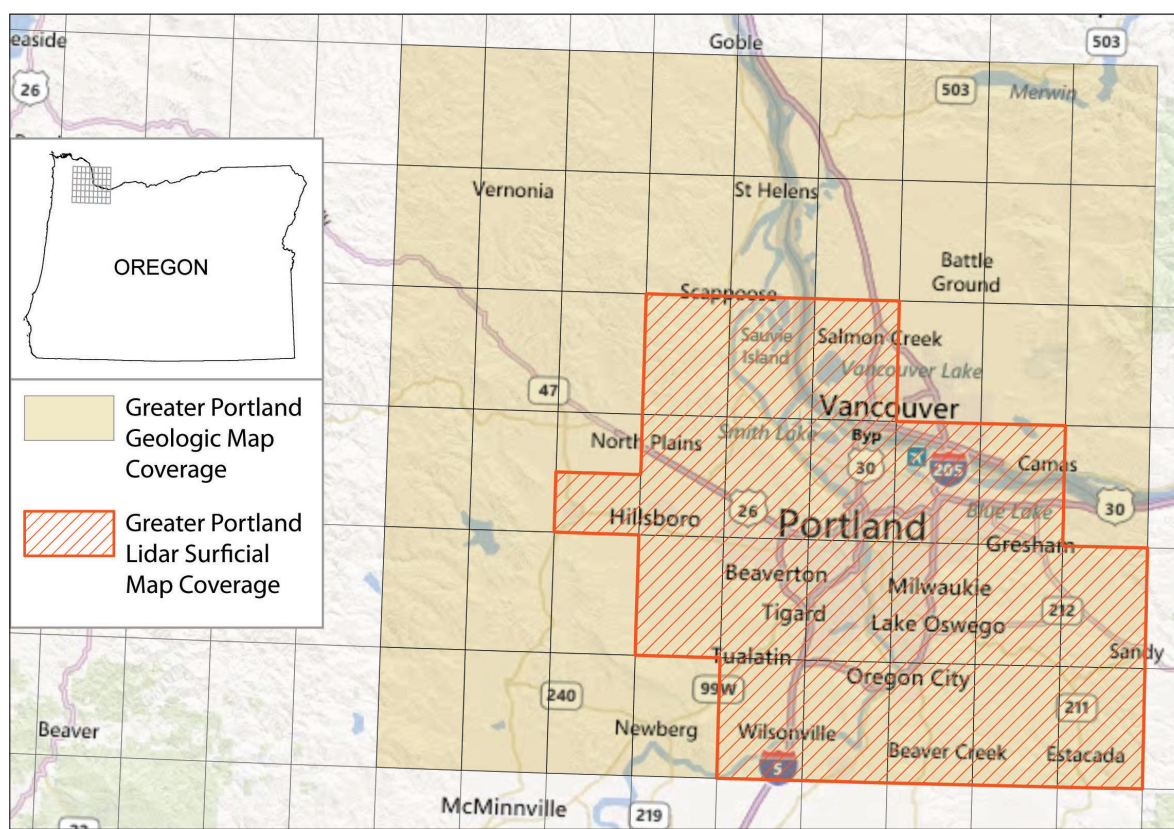 easide
Goble
503
26
503
Merwin
Vernonia
St Helens
OREGON
Battle
Ground
Scappoose
Sauvie
Island
Salmon Creek
Vancouver Lake
47
Vancouver
Greater Portland
Geologic Map
Coverage
North Plains
Smith Lake
Byp
30
205
Camas
26
30
Hillsboro
Portland
Blue Lake
Greater Portland
Lidar Surficial
Map Coverage
Gresham
Beaverton
Milwaukie
Tigard
212
Lake Oswego
Tualatin
Sandy
Oregon City
240
99W
211
Beaver
Newberg
Wilsonville
Beaver Creek
Estacada
5
McMinnville
219